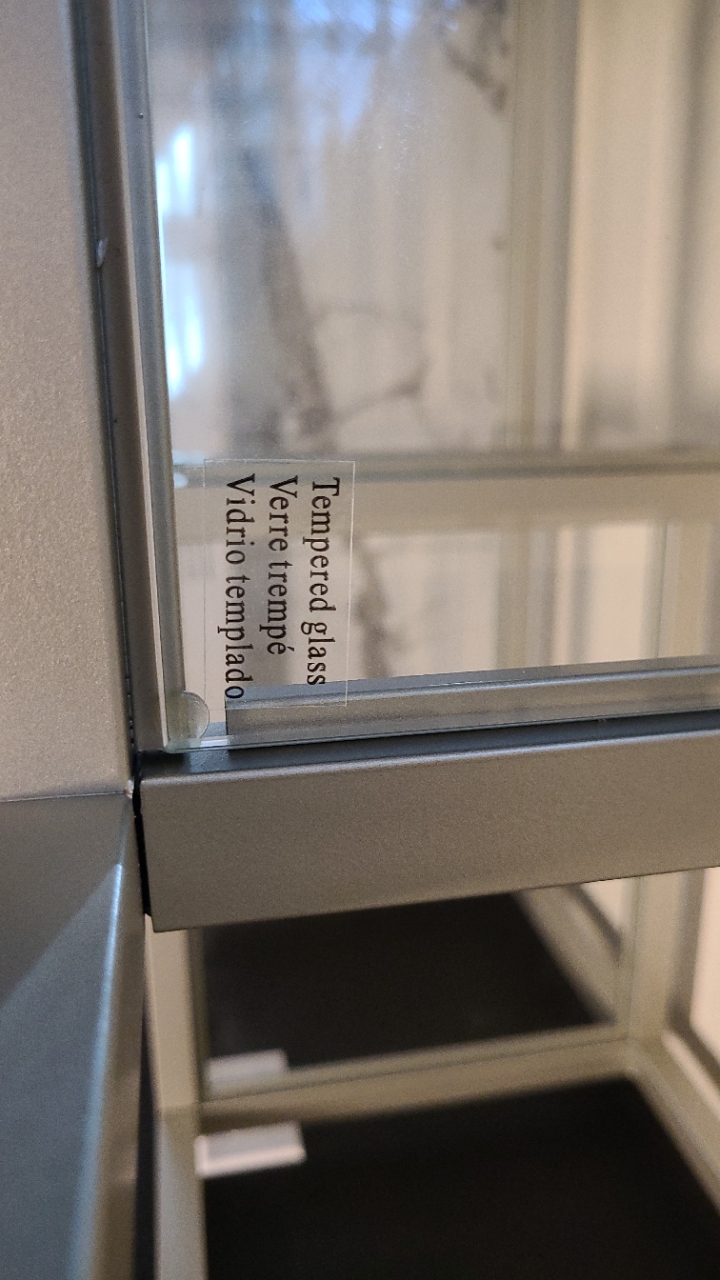 Tempered glass
Verre trempé
Vidrio templado